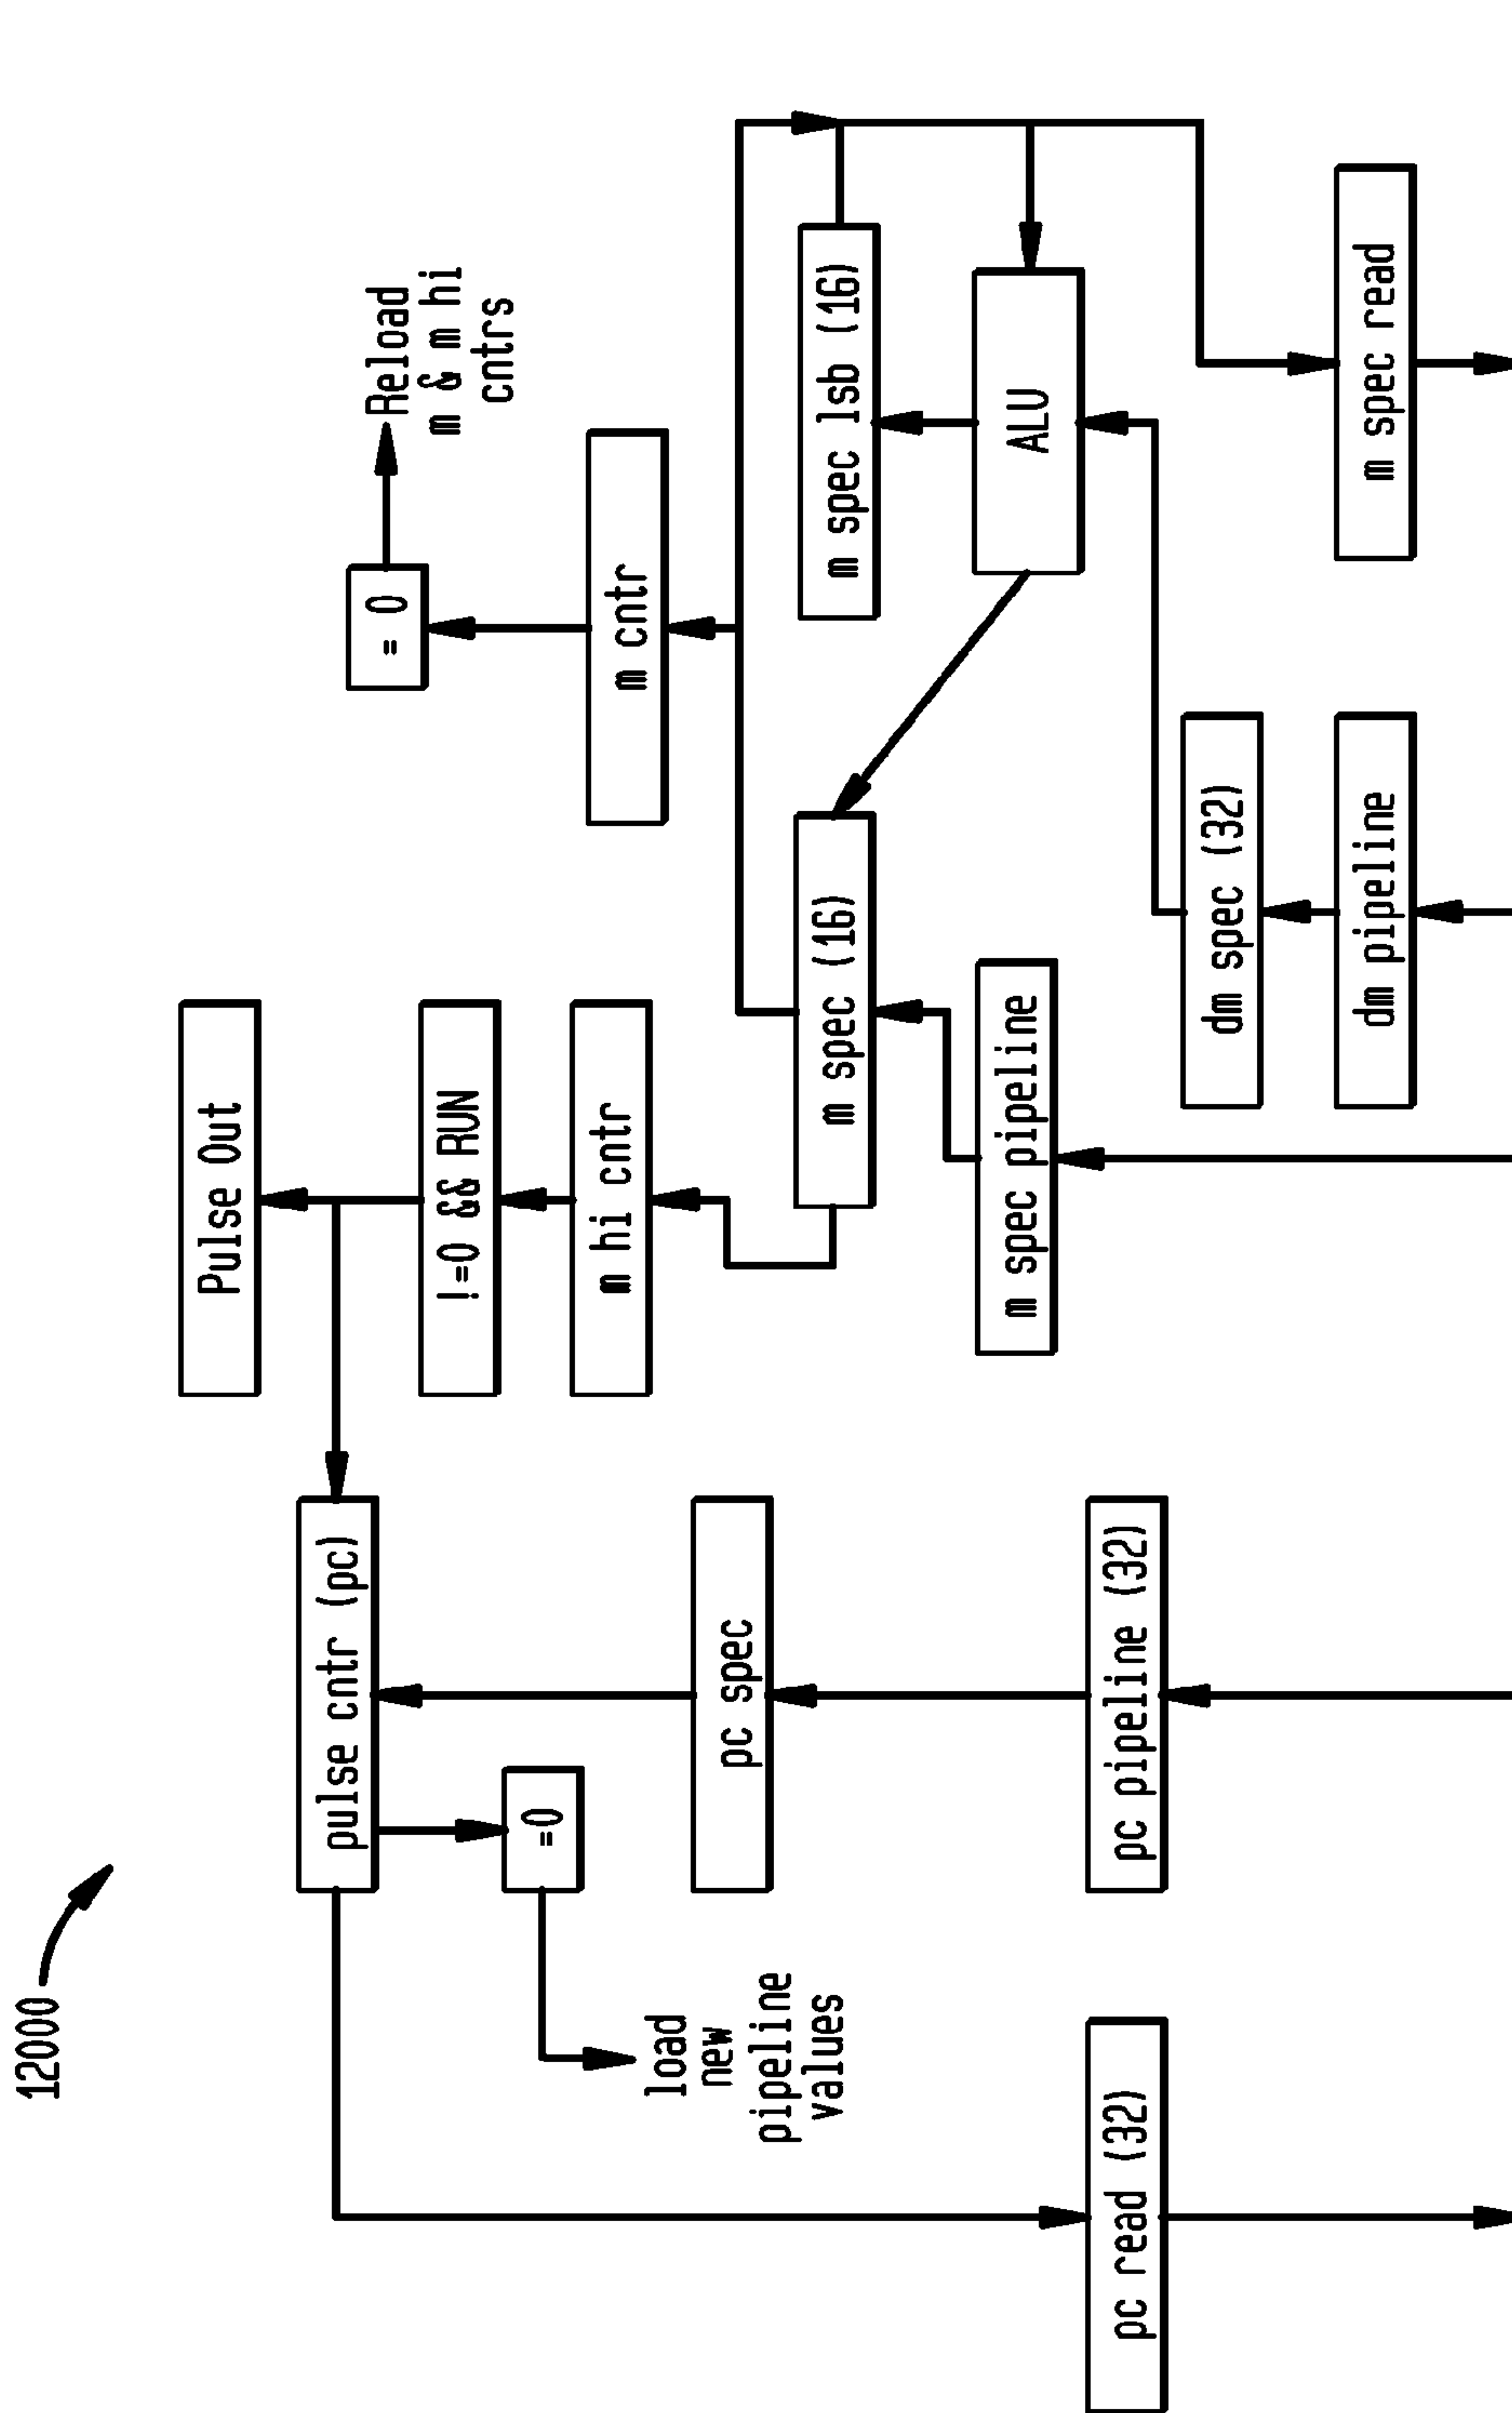 12000
Pulse Out
pulse cntr (pc)
= 0
Reload
m & m hi
cntrs
!=0 && RUN
=0
m hi cntr
m cntr
load
new
pipeline
values
pc spec
m spec (16)
m spec lsb (16)
m spec pipeline
ALU
pc read (32)
pc pipeline (32)
dm spec (32)
dm pipeline
m spec read